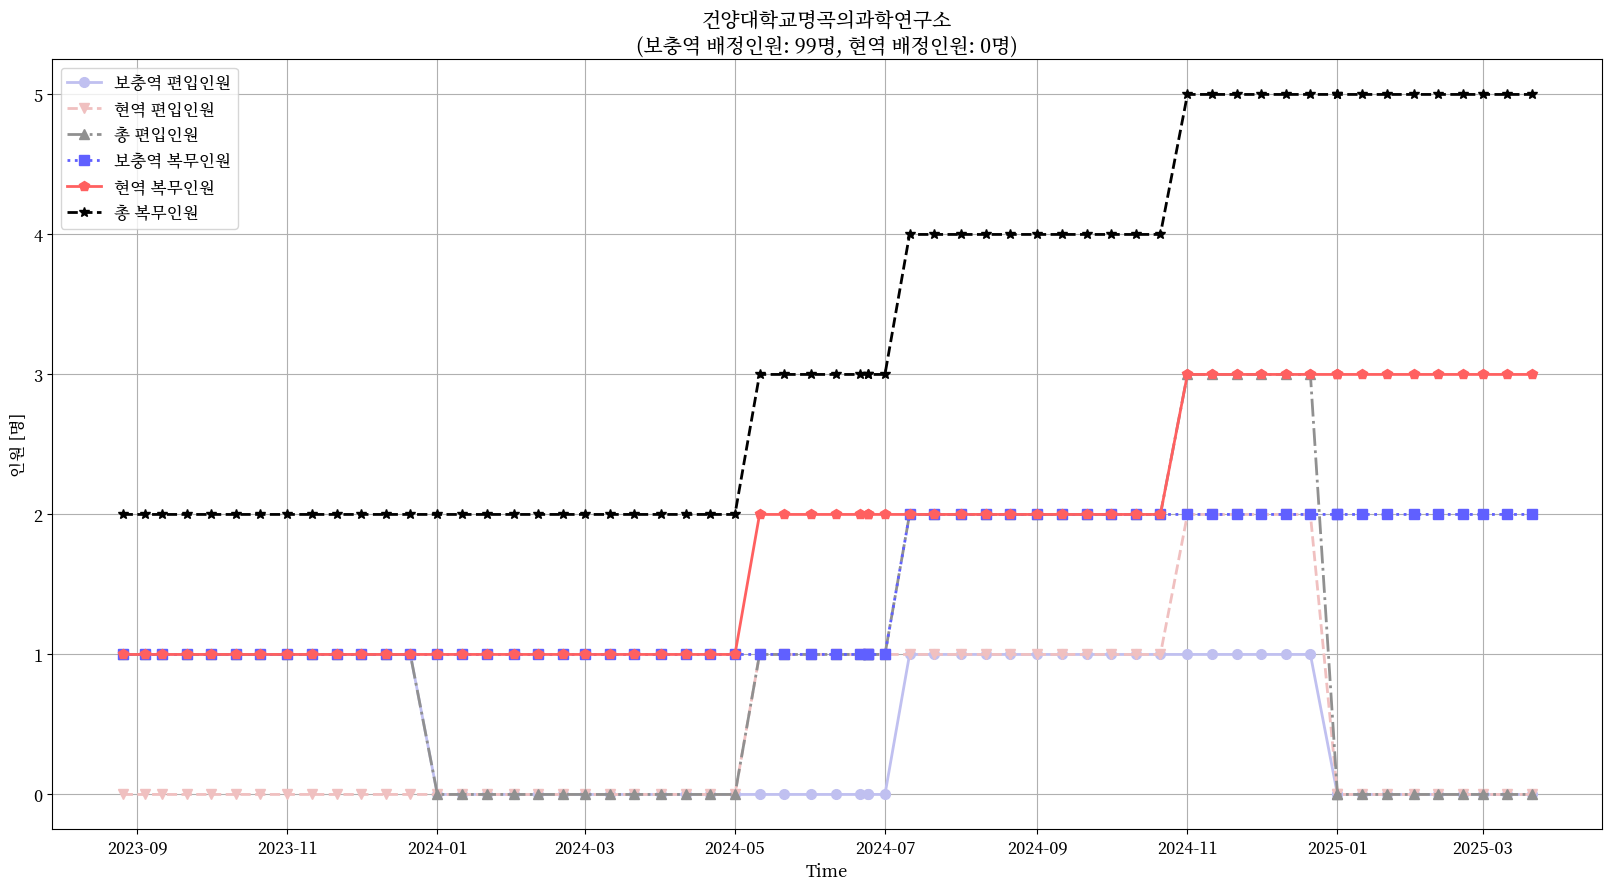 건양대학교명곡의과학연구소
(보충역 배정인원: 99명, 현역 배정인원: 0명)
보충역 편입인원
현역 편입인원
총 편입인원
보충역 복무인원
현역 복무인원
총 복무인원
5
4
3
2
1
0
인원 [명]
2023-09
2023-11
2024-01
2024-03
2024-05
2024-07
2024-09
2024-11
2025-01
2025-03
Time